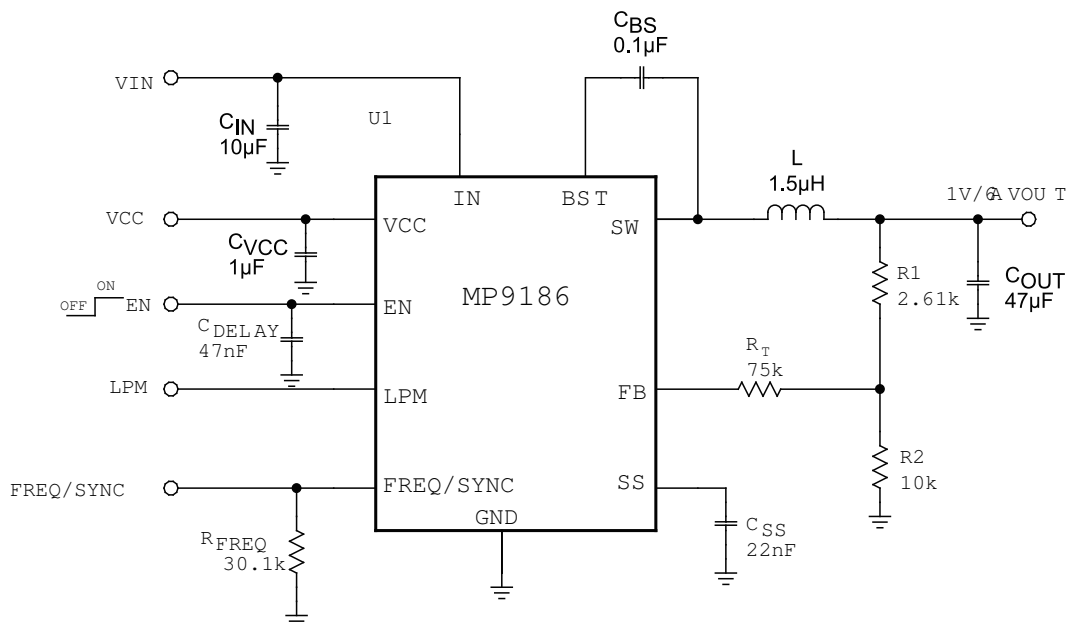 CBS
0.1µF
VIN
CIN
10µF
U1
IN
BST
L
1.5µH
1V/6A VOUT
VCC
VCC
SW
CVCC
1µF
R1
2.61k
COUT
47µF
MP9186
ON
OFF
EN
EN
CDELAY
47nF
RT
75k
LPM
LPM
FB
R2
10k
FREQ/SYNC
FREQ/SYNC
SS
GND
CSS
22nF
RFREQ
30.1k